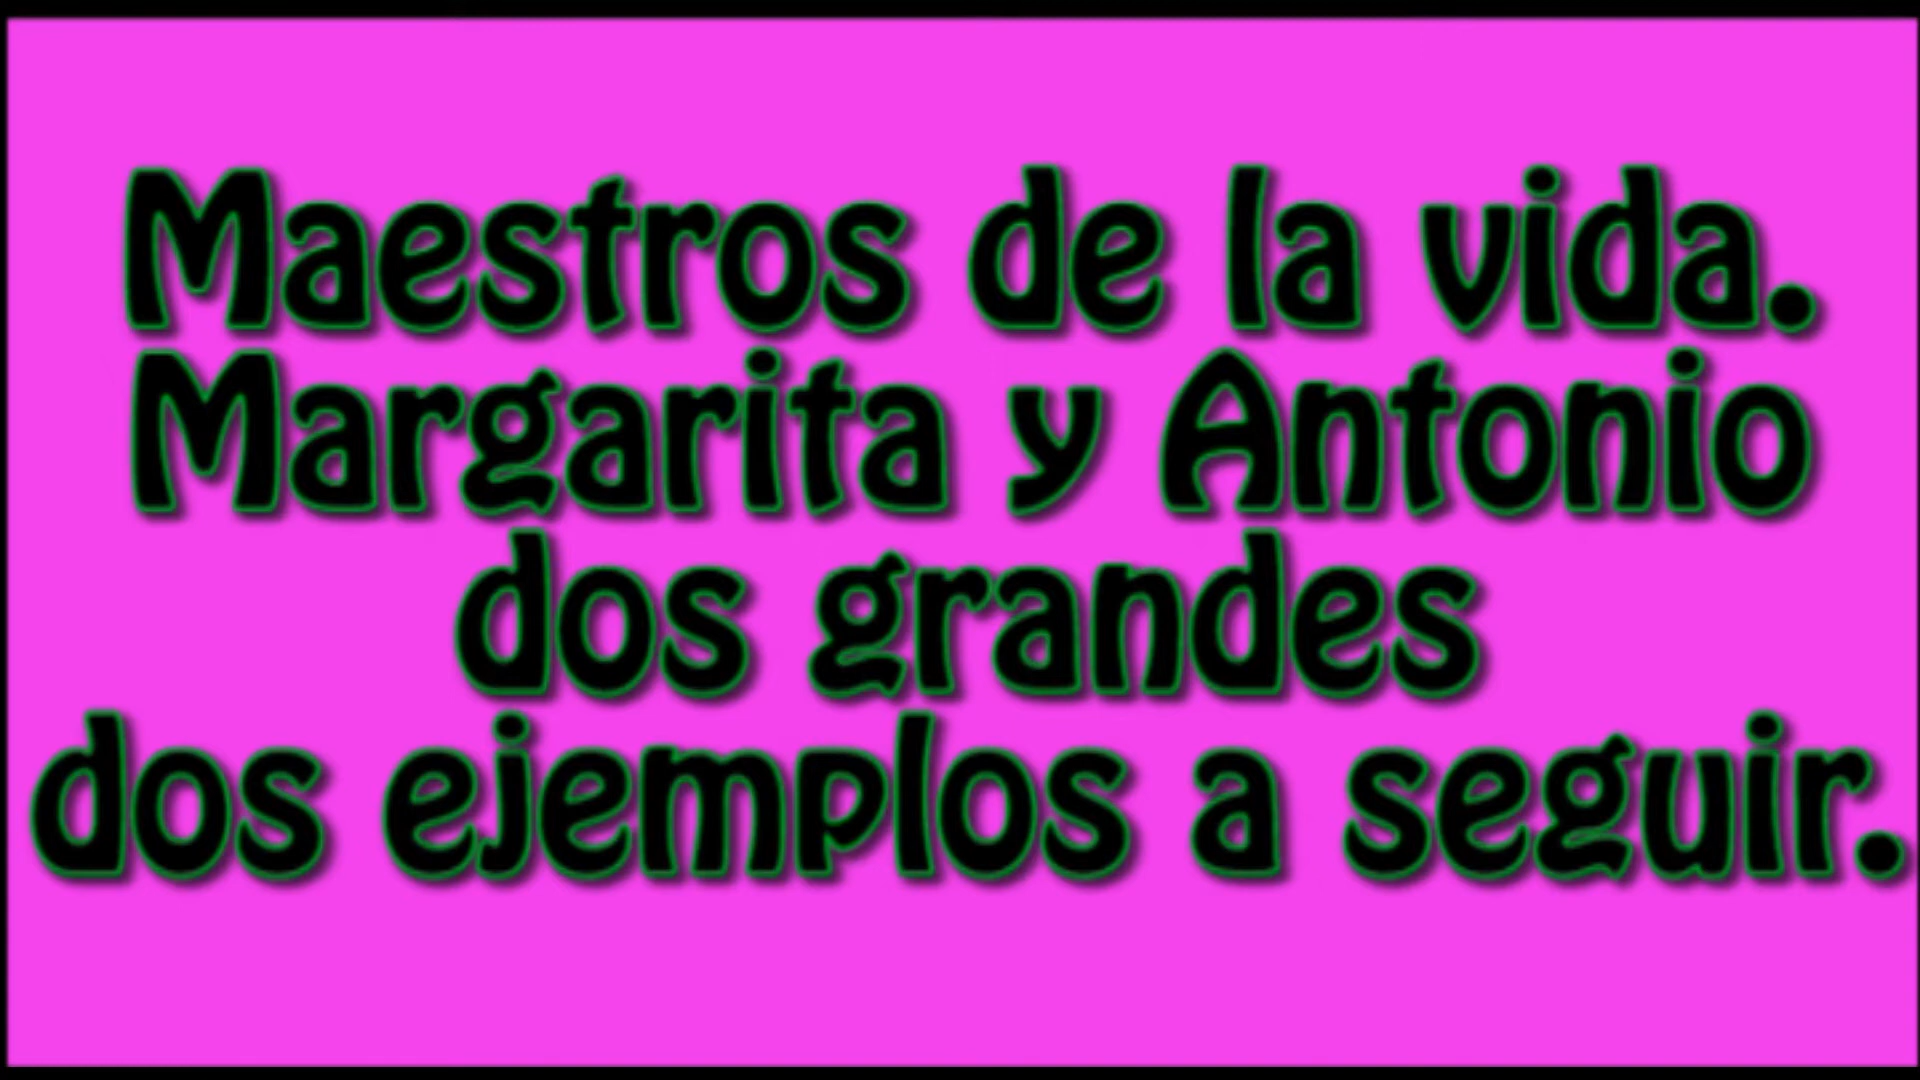 Maestros de la vida.
Margarita y Antonio
dos grandes
dos ejemplos a seguir.